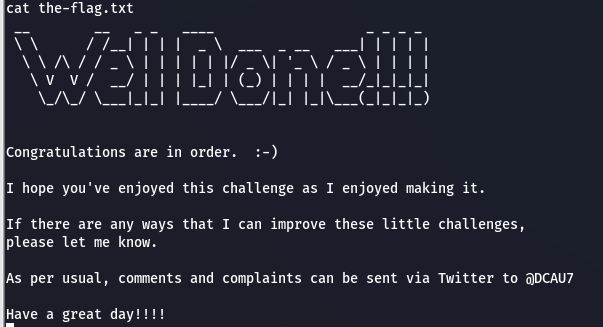 cat the-flag.txt
Well Done!!!!
Congratulations are in order.  :-)
I hope you've enjoyed this challenge as I enjoyed making it.
If there are any ways that I can improve these little challenges,
please let me know.
As per usual, comments and complaints can be sent via Twitter to @DCAU7
Have a great day!!!!